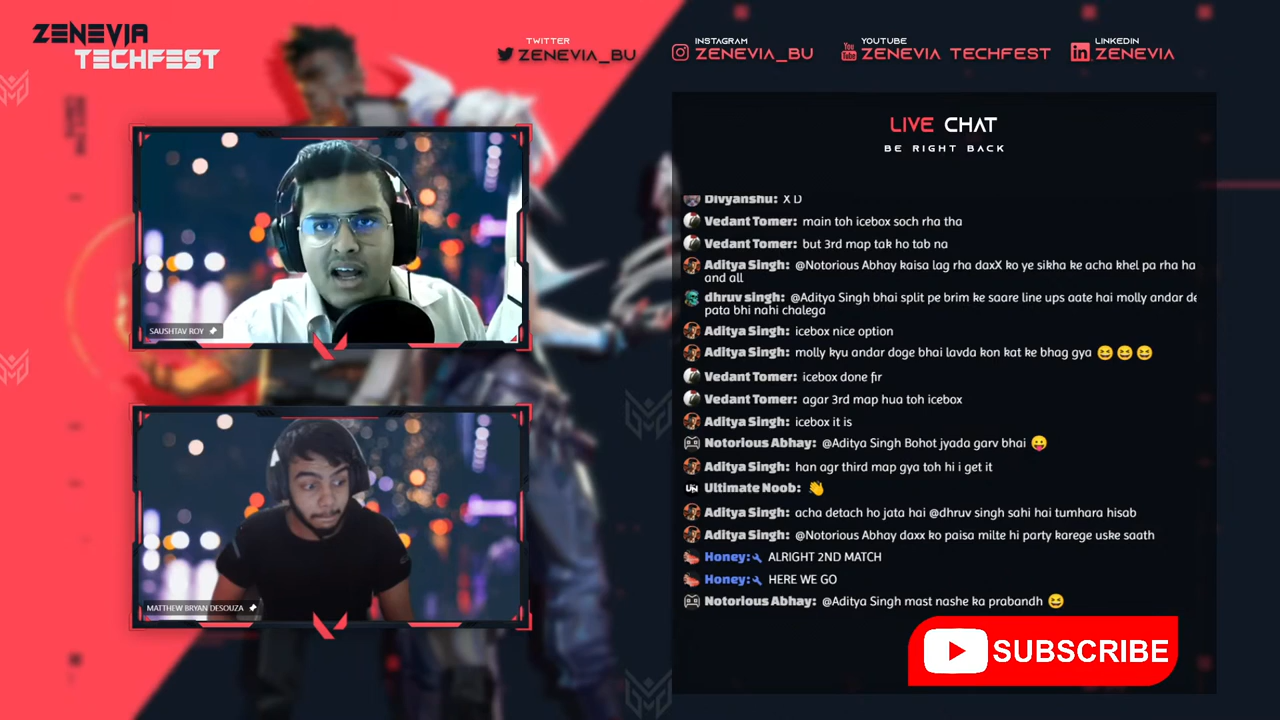 ZENEVIA
TECHFEST
TWITTER
ZENEVIA_BU
INSTAGRAM
ZENEVIA_BU
YOUTUBE
ZENEVIA TECHFEST
LINKEDIN
ZENEVIA
SAUSHTAV ROY
MATTHEW BRYAN DESOUZA
LIVE CHAT
BE RIGHT BACK
Divyanshu: X D
Vedant Tomer: main toh icebox soch rha tha
Vedant Tomer: but 3rd map tak ho tab na
Aditya Singh: @Notorious Abhay kaisa lag rha daxX ko ye sikha ke acha khel pa rha ha
and all
dhruv singh: @Aditya Singh bhai split pe brim ke saare line ups aate hai molly andar de
pata bhi nahi chalega
Aditya Singh: icebox nice option
Aditya Singh: molly kyu andar doge bhai lavda kon kat ke bhag gya 😆 😆 😆
Vedant Tomer: icebox done fir
Vedant Tomer: agar 3rd map hua toh icebox
Aditya Singh: icebox it is
Notorious Abhay: @Aditya Singh Bohot jyada garv bhai 😛
Aditya Singh: han agr third map gya toh hi i get it
UN Ultimate Noob: 👋
Aditya Singh: acha detach ho jata hai @dhruv singh sahi hai tumhara hisab
Aditya Singh: @Notorious Abhay daxx ko paisa milte hi party karege uske saath
Honey: ALRIGHT 2ND MATCH
Honey: HERE WE GO
Notorious Abhay: @Aditya Singh mast nashe ka prabandh 😆
SUBSCRIBE